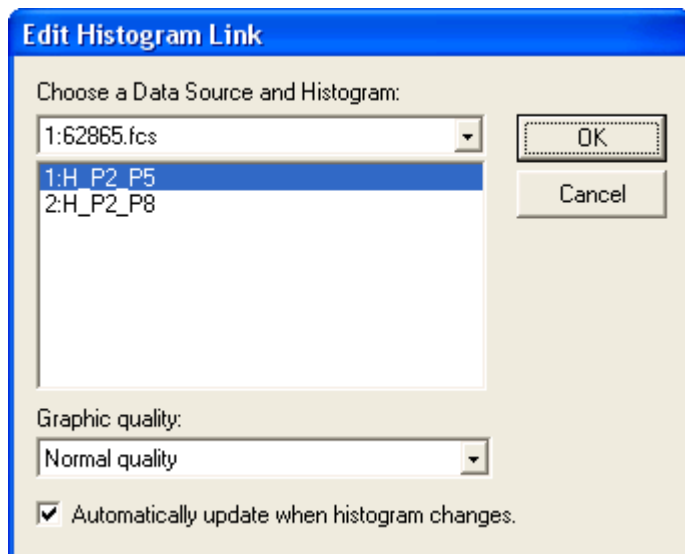 Edit Histogram Link
Choose a Data Source and Histogram:
1:62865.fcs
OK
1:H_P2_P5
2:H_P2_P8
Cancel
Graphic quality:
Normal quality
Automatically update when histogram changes.